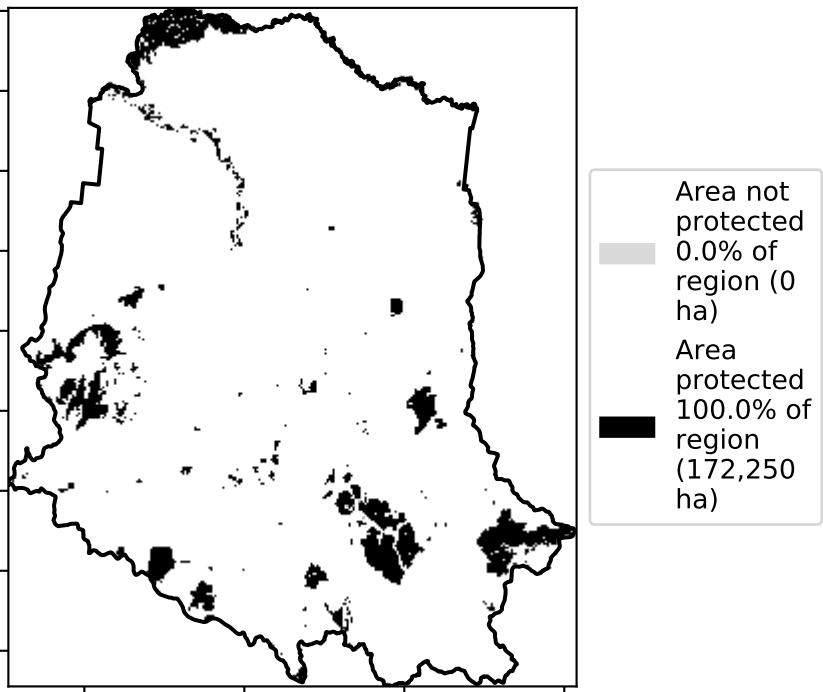 Area not
protected
0.0% of
region (0
ha)
Area
protected
100.0% of
region
(172,250
ha)